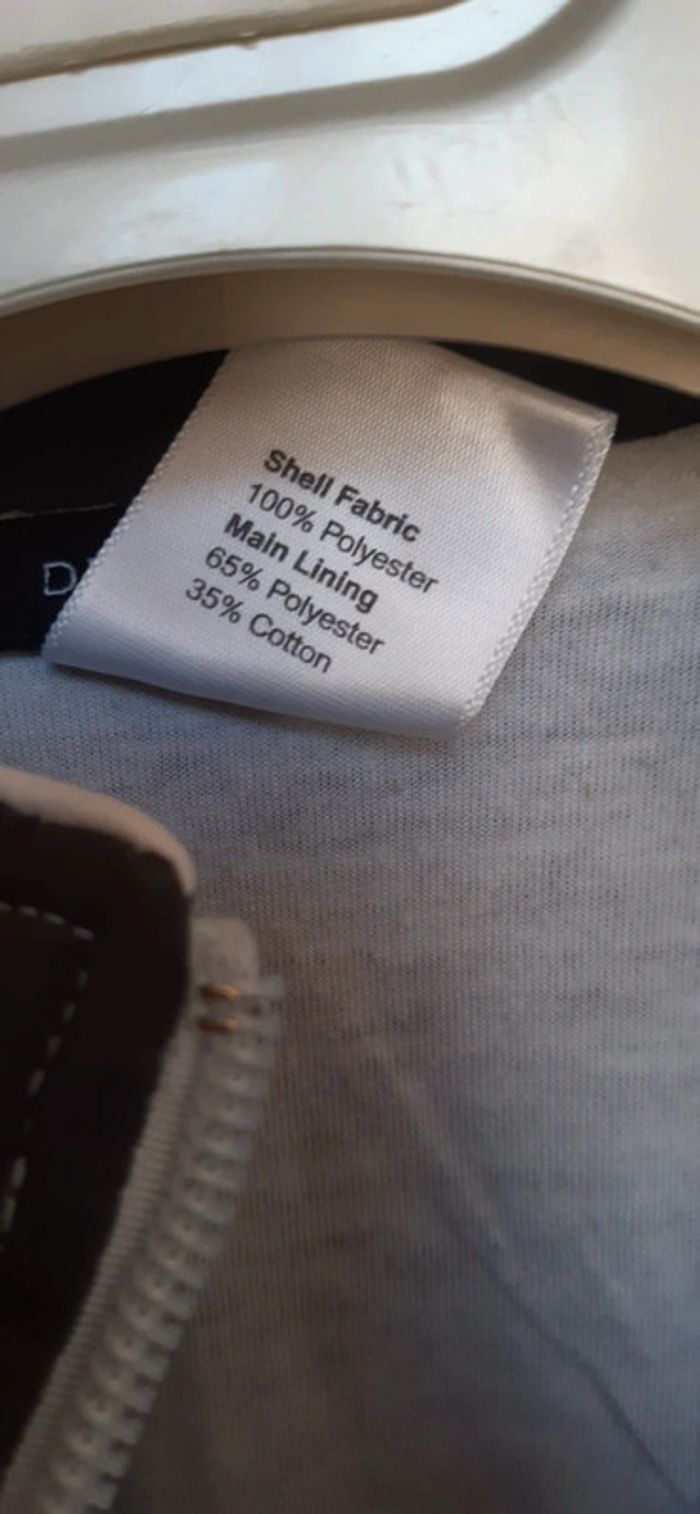 Shell Fabric
100% Polyester
Main Lining
65% Polyester
35% Cotton